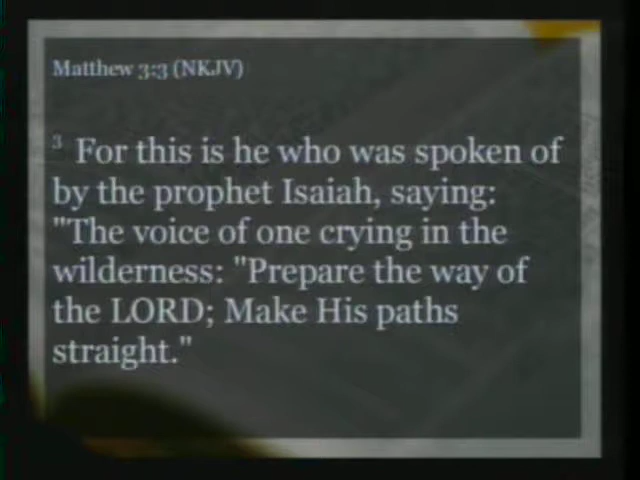 Matthew 3:3 (NKJV)
3 For this is he who was spoken of
by the prophet Isaiah, saying:
"The voice of one crying in the
wilderness: "Prepare the way of
the LORD; Make His paths
straight."